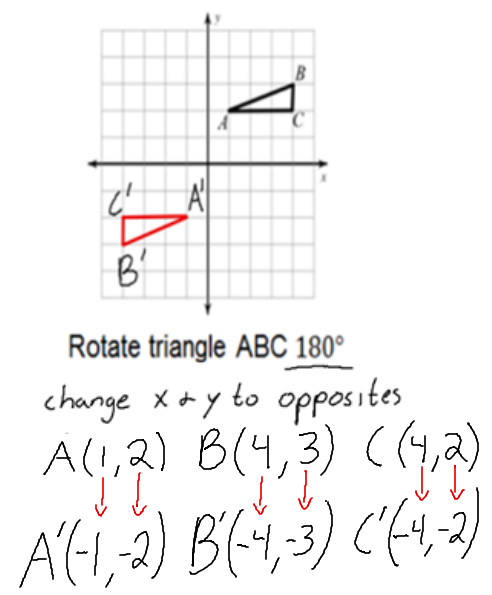 y
B
A
C
x
C' A'
B'
Rotate triangle ABC 180°
change x & y to opposites
A(1,2) B(4,3) C(4,2)
A'(-1,-2) B'(-4,-3) C'(-4,-2)